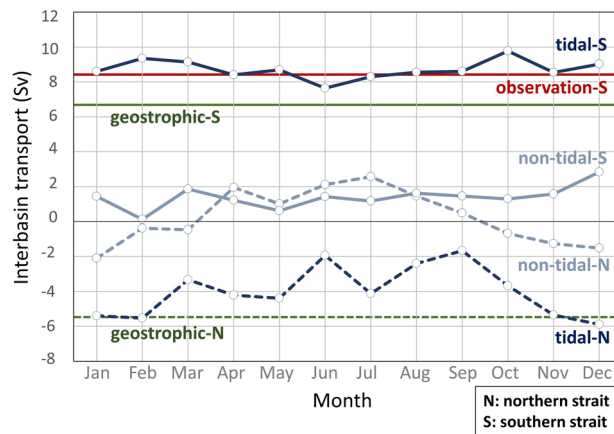 12
10
8
6
4
2
0
-2
-4
-6
-8
Interbasin transport (Sv)
tidal-S
observation-S
geostrophic-S
non-tidal-S
non-tidal-N
geostrophic-N
tidal-N
Jan Feb Mar Apr May Jun Jul Aug Sep Oct Nov Dec
Month
N: northern strait
S: southern strait